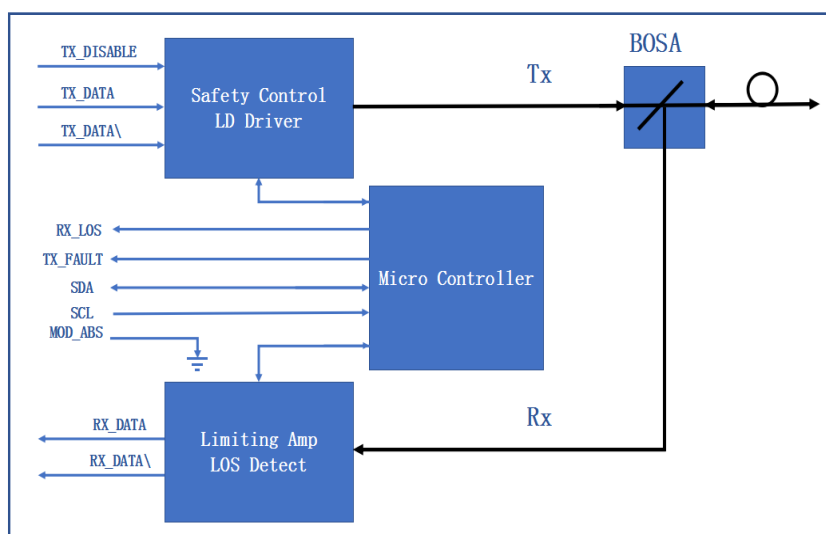 TX_DISABLE
TX_DATA
TX_DATA\
Safety Control
LD Driver
Tx
BOSA
RX_LOS
TX_FAULT
SDA
SCL
MOD_ABS
Micro Controller
RX_DATA
RX_DATA\
Limiting Amp
LOS Detect
Rx